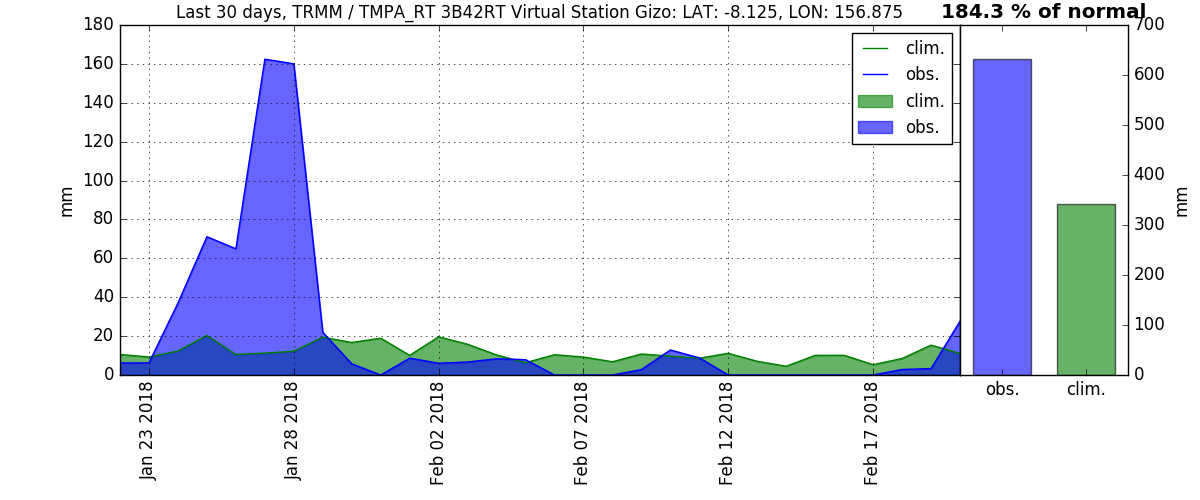 Last 30 days, TRMM / TMPA_RT 3B42RT Virtual Station Gizo: LAT: -8.125, LON: 156.875
184.3 % of normal
180
160
140
120
100
80
60
40
20
0
mm
clim.
obs.
clim.
obs.
Jan 23 2018
Jan 28 2018
Feb 02 2018
Feb 07 2018
Feb 12 2018
Feb 17 2018
700
600
500
400
300
200
100
0
mm
obs.
clim.